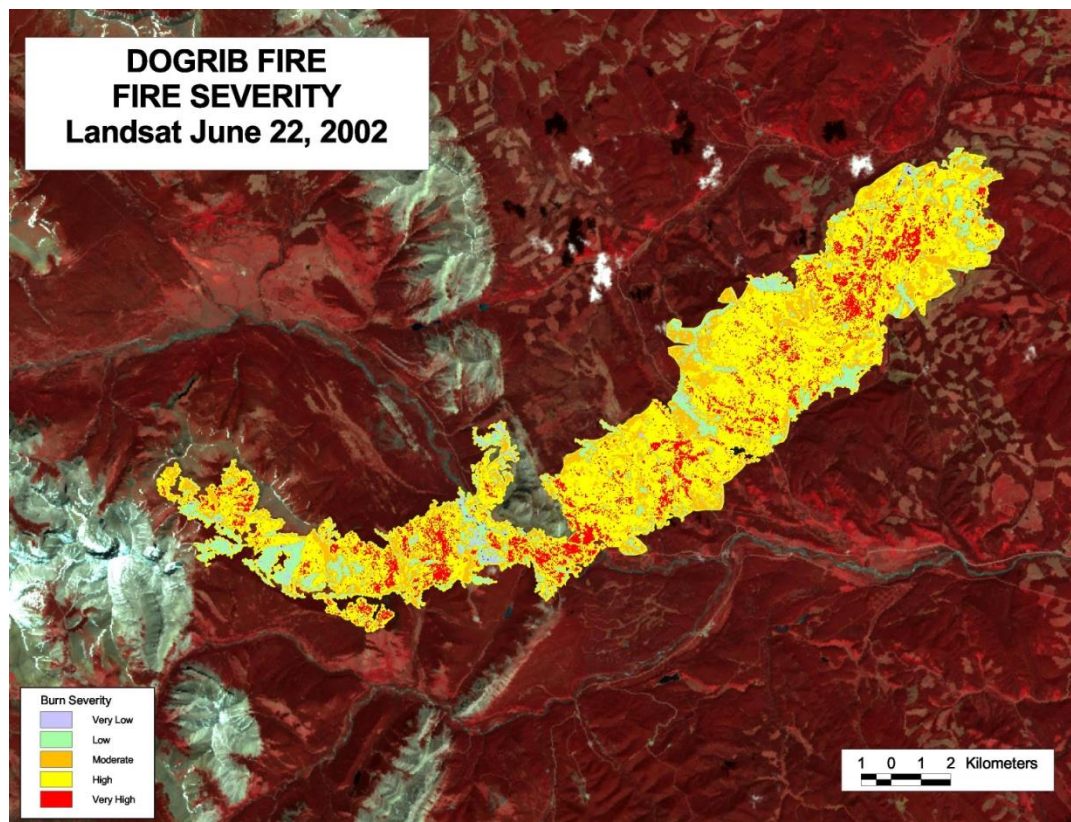 DOGRIB FIRE
FIRE SEVERITY
Landsat June 22, 2002
Burn Severity
Very Low
Low
Moderate
High
Very High
1 0 1 2 Kilometers